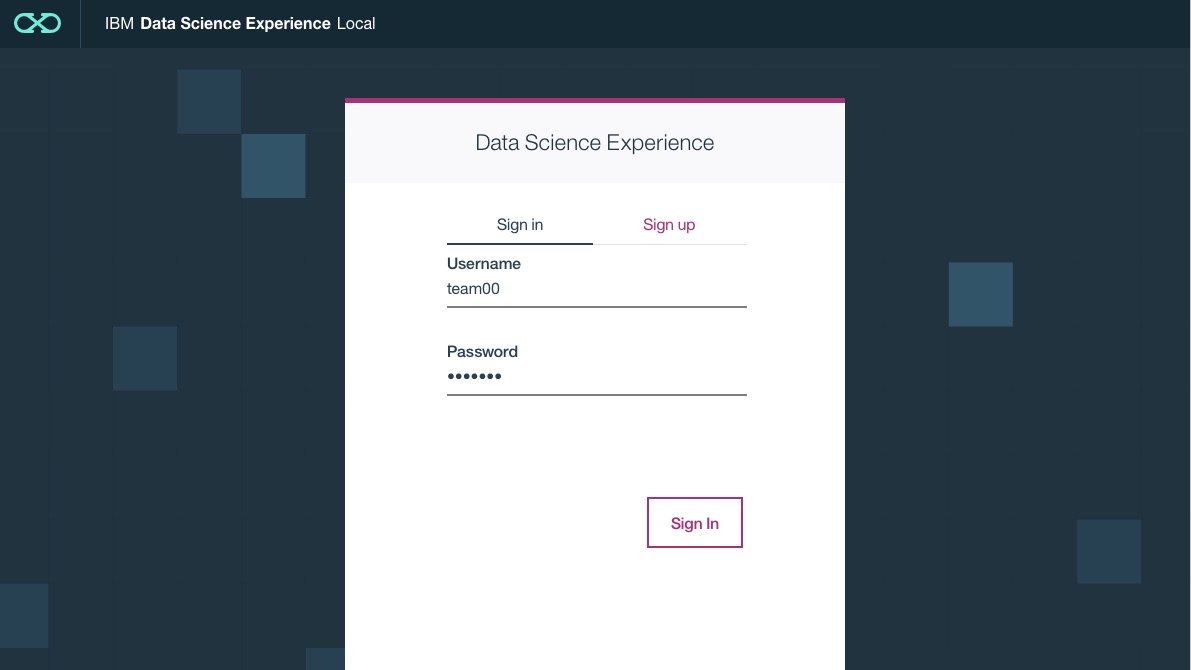 IBM Data Science Experience Local
Data Science Experience
Sign in Sign up
Username
team00
Password
•••••••
Sign In